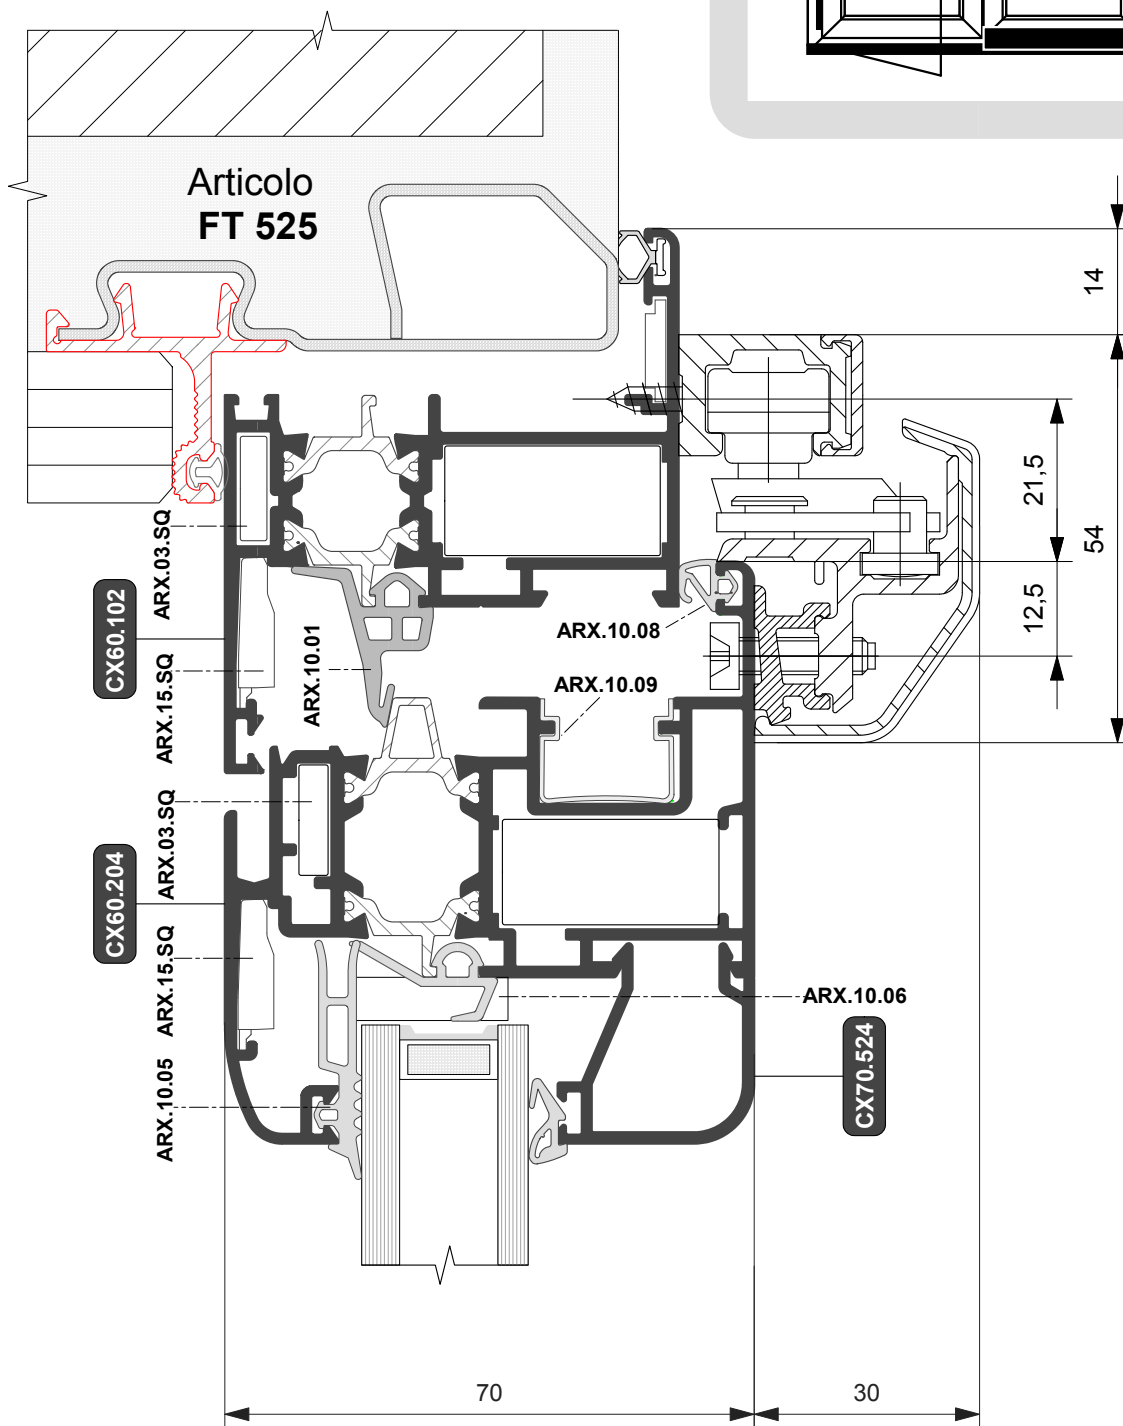 Articolo
FT 525
14
21,5
54
12,5
ARX.03.SQ
CX60.102
ARX.15.SQ
ARX.10.01
ARX.10.08
ARX.10.09
ARX.03.SQ
CX60.204
ARX.15.SQ
ARX.10.06
CX70.524
ARX.10.05
70
30